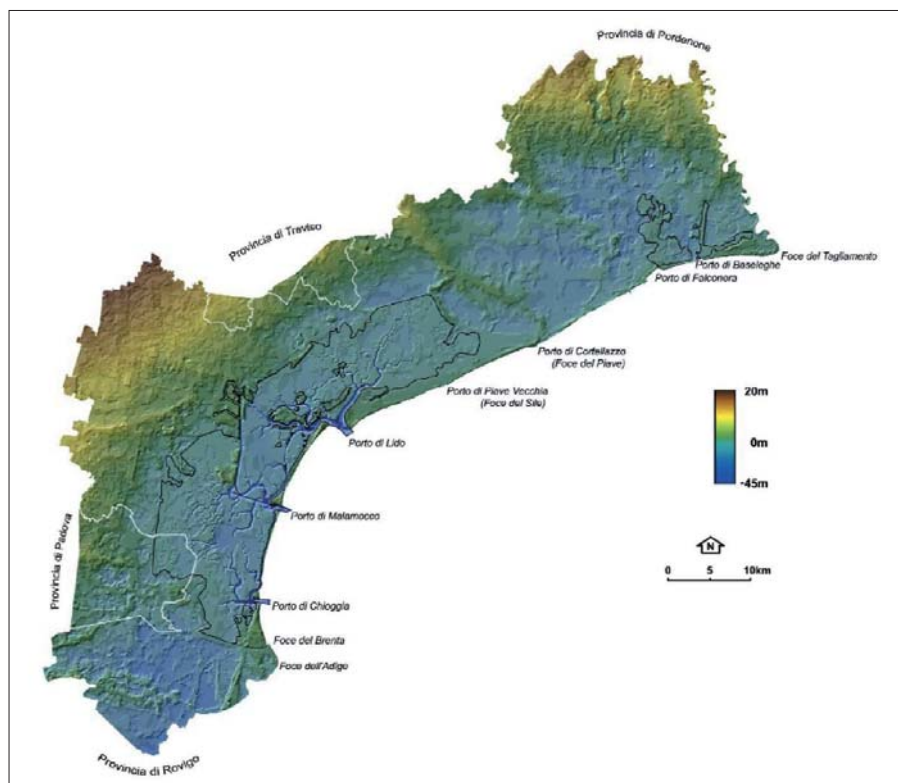 Provincia di Pordenone
Provincia di Treviso
Foce del Tagliamento
Porto di Baseleghe
Porto di Falconera
Porto di Cortellazzo
(Foce del Piave)
Porto di Piave Vecchia
(Foce del Sile)
Porto di Lido
20m
0m
-45m
Porto di Malamocco
N
0 5 10km
Provincia di Padova
Porto di Chioggia
Foce del Brenta
Foce dell'Adige
Provincia di Rovigo